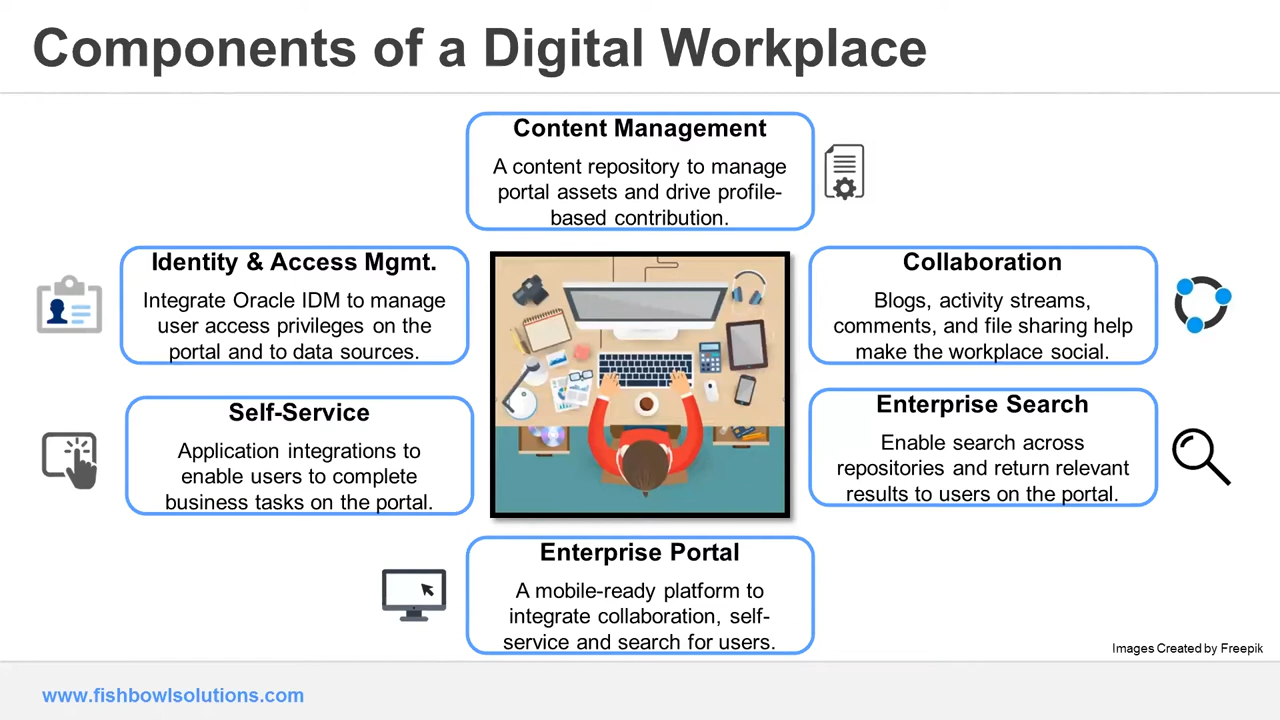 Components of a Digital Workplace
Content Management
A content repository to manage
portal assets and drive profile-
based contribution.
Identity & Access Mgmt.
Integrate Oracle IDM to manage
user access privileges on the
portal and to data sources.
Collaboration
Blogs, activity streams,
comments, and file sharing help
make the workplace social.
Self-Service
Application integrations to
enable users to complete
business tasks on the portal.
Enterprise Search
Enable search across
repositories and return relevant
results to users on the portal.
Enterprise Portal
A mobile-ready platform to
integrate collaboration, self-
service and search for users.
Images Created by Freepik
www.fishbowlsolutions.com